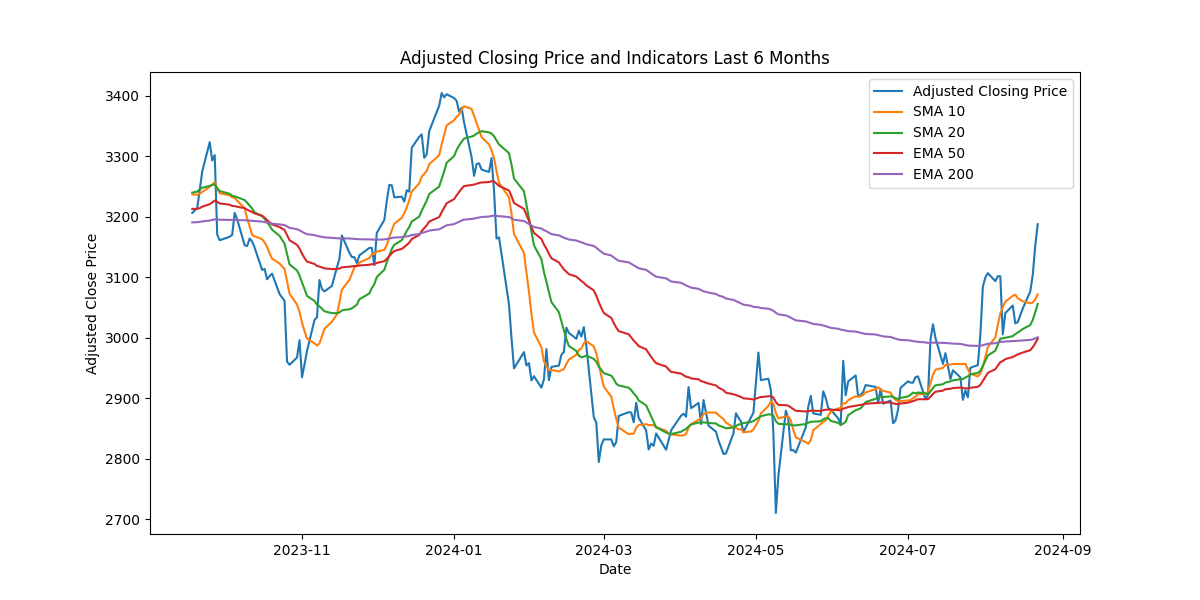 Adjusted Closing Price and Indicators Last 6 Months
Adjusted Closing Price
SMA 10
SMA 20
EMA 50
EMA 200
Adjusted Close Price
3400
3300
3200
3100
3000
2900
2800
2700
2023-11
2024-01
2024-03
2024-05
2024-07
2024-09
Date